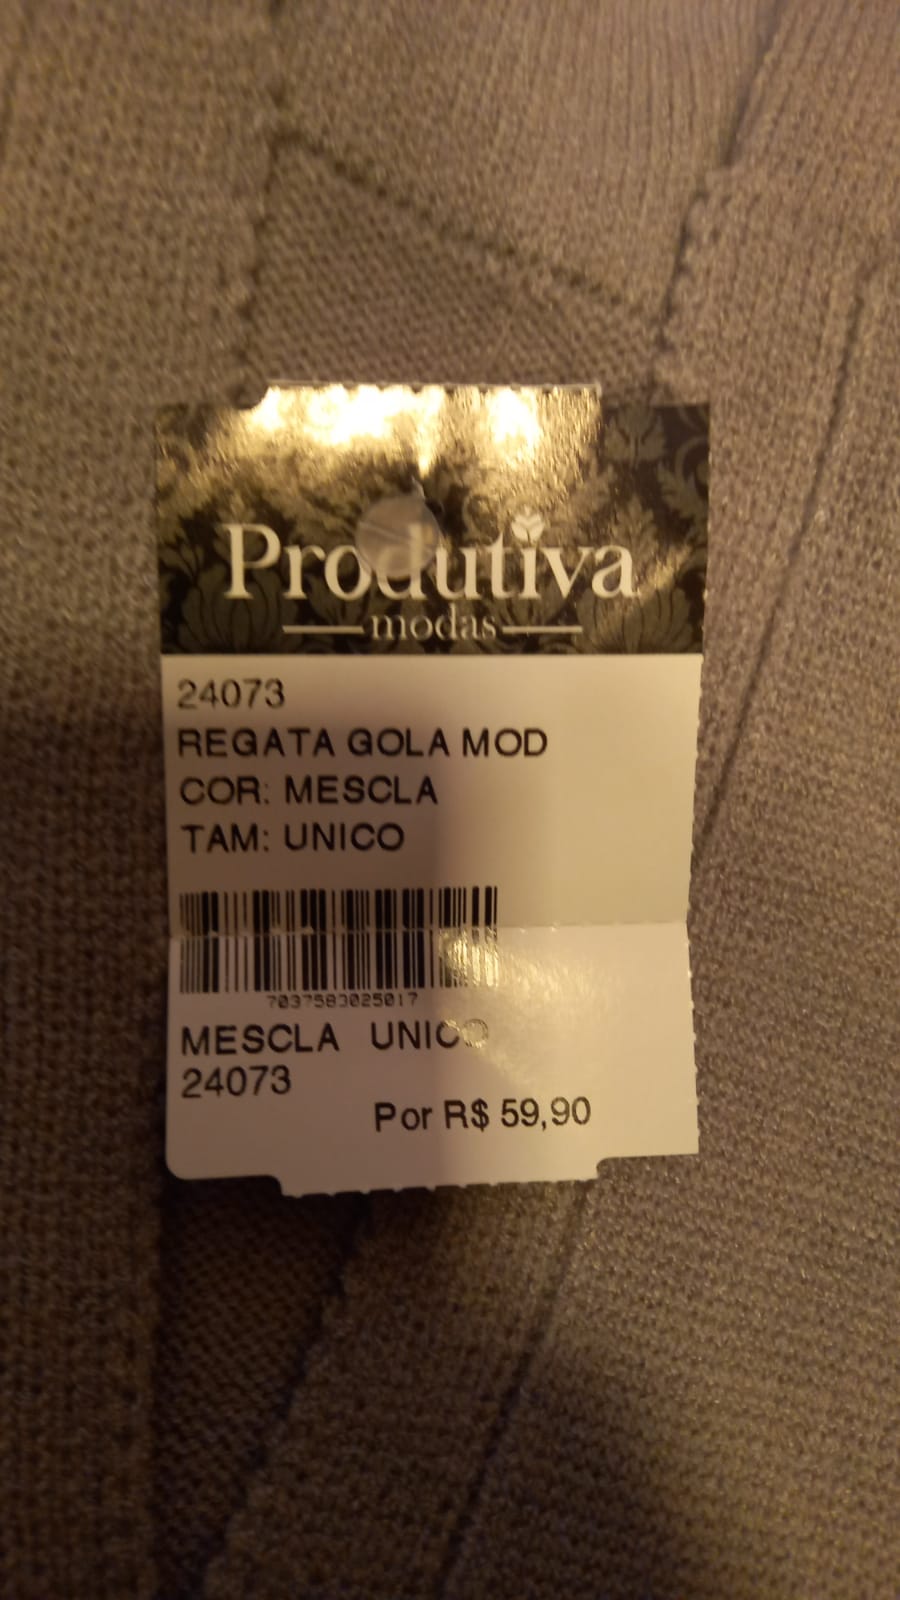 Produtiva
modas
24073
REGATA GOLA MOD
COR: MESCLA
TAM: UNICO
7037583025017
MESCLA UNICO
24073
Por R$ 59,90